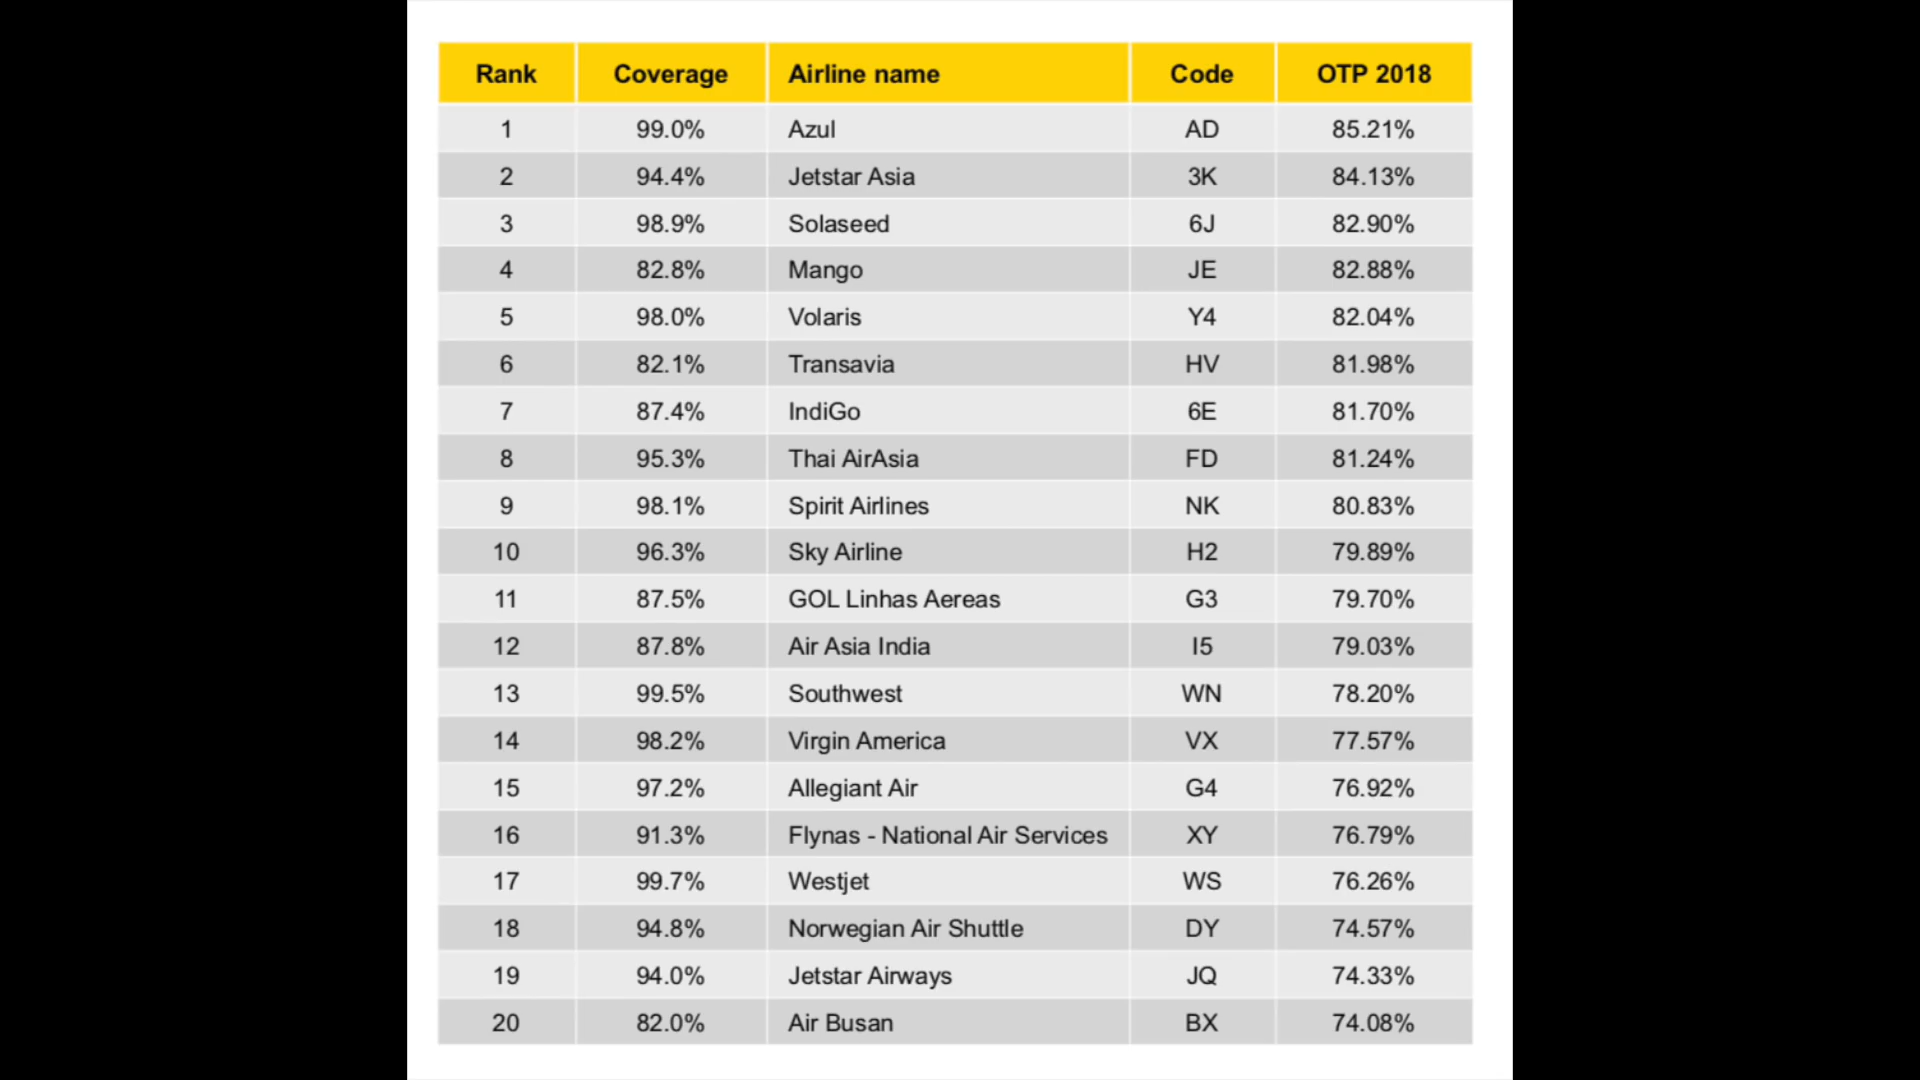 Rank Coverage Airline name Code OTP 2018
1 99.0% Azul AD 85.21%
2 94.4% Jetstar Asia 3K 84.13%
3 98.9% Solaseed 6J 82.90%
4 82.8% Mango JE 82.88%
5 98.0% Volaris Y4 82.04%
6 82.1% Transavia HV 81.98%
7 87.4% IndiGo 6E 81.70%
8 95.3% Thai AirAsia FD 81.24%
9 98.1% Spirit Airlines NK 80.83%
10 96.3% Sky Airline H2 79.89%
11 87.5% GOL Linhas Aereas G3 79.70%
12 87.8% Air Asia India I5 79.03%
13 99.5% Southwest WN 78.20%
14 98.2% Virgin America VX 77.57%
15 97.2% Allegiant Air G4 76.92%
16 91.3% Flynas - National Air Services XY 76.79%
17 99.7% Westjet WS 76.26%
18 94.8% Norwegian Air Shuttle DY 74.57%
19 94.0% Jetstar Airways JQ 74.33%
20 82.0% Air Busan BX 74.08%